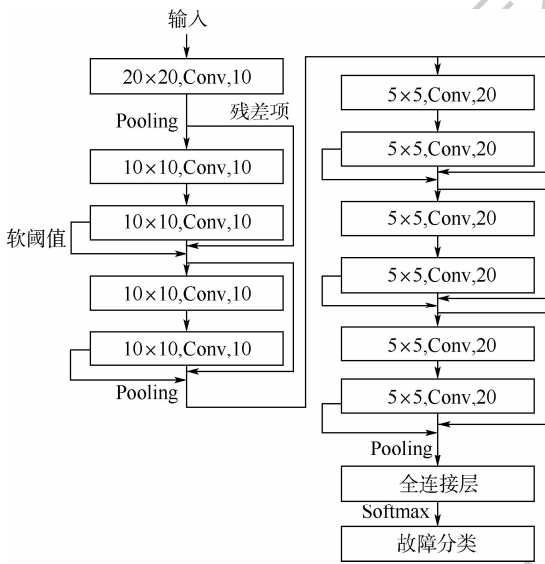 输入
20×20,Conv,10
Pooling
残差项
10×10,Conv,10
10×10,Conv,10
软阈值
10×10,Conv,10
10×10,Conv,10
Pooling
5×5,Conv,20
5×5,Conv,20
5×5,Conv,20
5×5,Conv,20
5×5,Conv,20
5×5,Conv,20
Pooling
全连接层
Softmax
故障分类